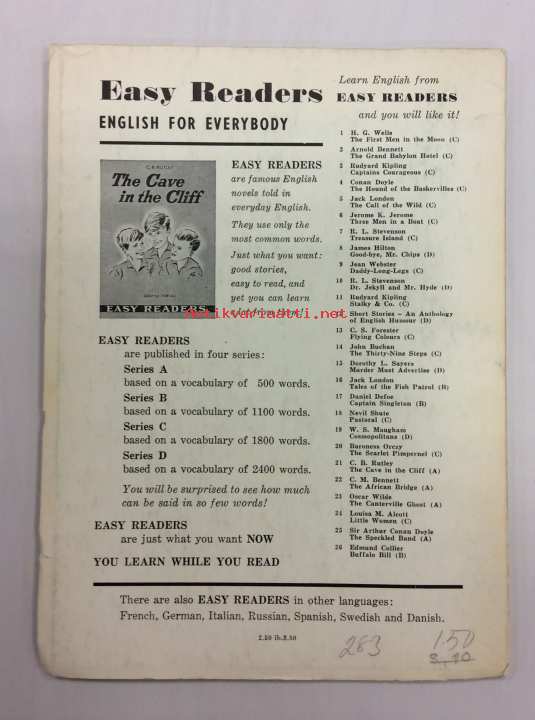 Easy Readers
ENGLISH FOR EVERYBODY
Learn English from
EASY READERS
and you will like it!
C. B. RUTLEY
The Cave
in the Cliff
EASY READERS
EASY READERS
are famous English
novels told in
everyday English.
They use only the
most common words.
Just what you want:
good stories,
easy to read, and
yet you can learn
antikvariaatti.net
EASY READERS
are published in four series:
Series A
based on a vocabulary of 500 words.
Series B
based on a vocabulary of 1100 words.
Series C
based on a vocabulary of 1800 words.
Series D
based on a vocabulary of 2400 words.
You will be surprised to see how much
can be said in so few words!
EASY READERS
are just what you want NOW
YOU LEARN WHILE YOU READ
1 H. G. Wells
The First Men in the Moon (C)
2 Arnold Bennett
The Grand Babylon Hotel (C)
3 Rudyard Kipling
Captains Courageous (C)
4 Conan Doyle
The Hound of the Baskervilles (C)
5 Jack London
The Call of the Wild (C)
6 Jerome K. Jerome
Three Men in a Boat (C)
7 R. L. Stevenson
Treasure Island (C)
8 James Hilton
Good-bye, Mr. Chips (D)
9 Jean Webster
Daddy-Long-Legs (C)
10 R. L. Stevenson
Dr. Jekyll and Mr. Hyde (D)
11 Rudyard Kipling
Stalky & Co. (C)
Short Stories – An Anthology
of English Humour (D)
13 C. S. Forester
Flying Colours (C)
14 John Buchan
The Thirty-Nine Steps (C)
15 Dorothy L. Sayers
Murder Must Advertise (D)
16 Jack London
Tales of the Fish Patrol (B)
17 Daniel Defoe
Captain Singleton (B)
18 Nevil Shute
Pastoral (C)
19 W. S. Maugham
Cosmopolitans (D)
20 Baroness Orczy
The Scarlet Pimpernel (C)
21 C. B. Rutley
The Cave in the Cliff (A)
22 C. M. Bennett
The African Bridge (A)
23 Oscar Wilde
The Canterville Ghost (A)
24 Louisa M. Alcott
Little Women (C)
25 Sir Arthur Conan Doyle
The Speckled Band (A)
26 Edmund Collier
Buffalo Bill (B)
There are also EASY READERS in other languages:
French, German, Italian, Russian, Spanish, Swedish and Danish.
2.50 ib.2.50
283
150